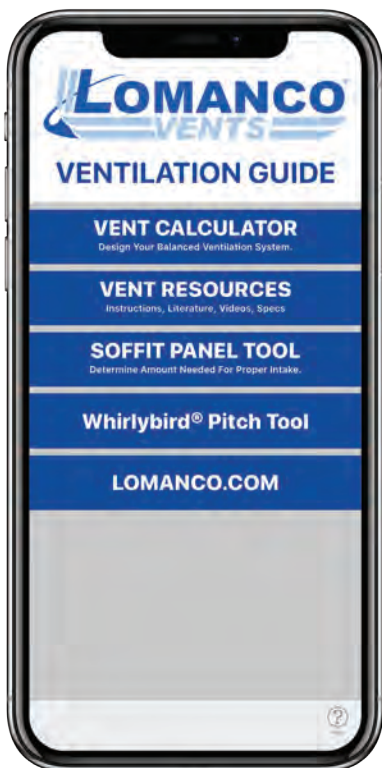 LOMANCO
VENTS
VENTILATION GUIDE
VENT CALCULATOR
Design Your Balanced Ventilation System.
VENT RESOURCES
Instructions, Literature, Videos, Specs
SOFFIT PANEL TOOL
Determine Amount Needed For Proper Intake.
Whirlybird® Pitch Tool
LOMANCO.COM
?